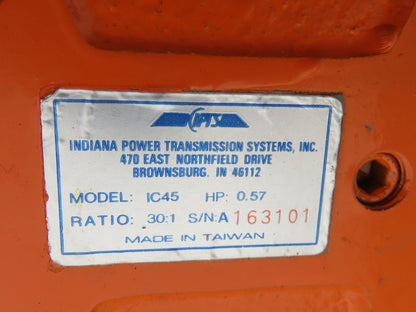 IPTS
INDIANA POWER TRANSMISSION SYSTEMS, INC.
470 EAST NORTHFIELD DRIVE
BROWNSBURG. IN 46112
MODEL: IC45 HP: 0.57
RATIO: 30:1 S/N:A 163101
MADE IN TAIWAN